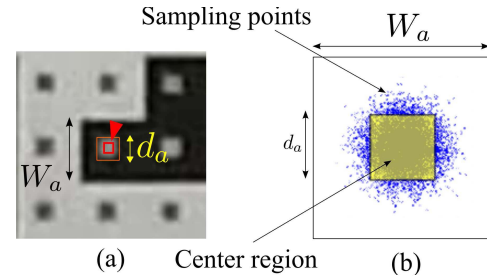 Sampling points
W_a
W_a
d_a
d_a
Center region
(a)
(b)